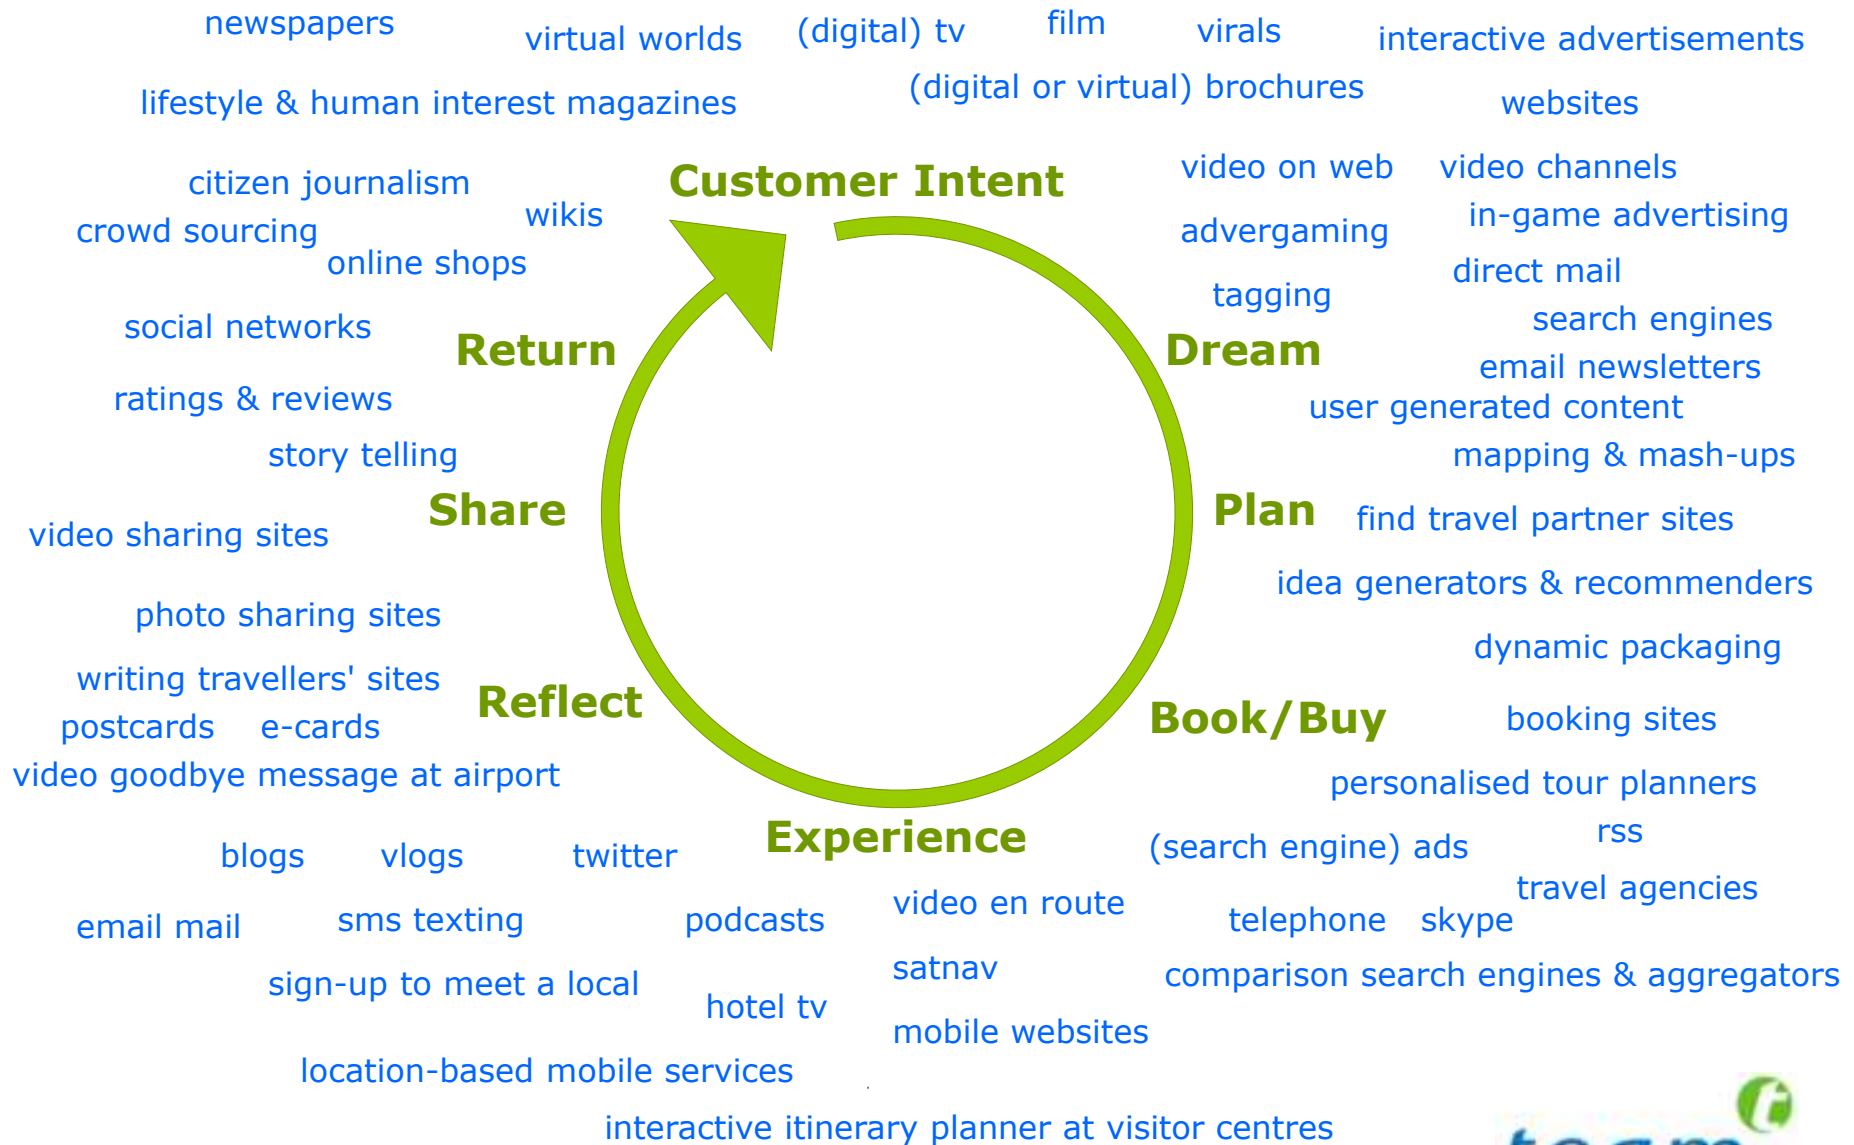 newspapers
virtual worlds
(digital) tv
film
virals
interactive advertisements
lifestyle & human interest magazines
(digital or virtual) brochures
websites
Customer Intent
video on web
video channels
citizen journalism
wikis
in-game advertising
crowd sourcing
advergaming
online shops
direct mail
tagging
social networks
search engines
Return
Dream
email newsletters
ratings & reviews
user generated content
story telling
mapping & mash-ups
Share
Plan
find travel partner sites
video sharing sites
idea generators & recommenders
photo sharing sites
dynamic packaging
writing travellers' sites
Reflect
Book/Buy
booking sites
postcards
e-cards
video goodbye message at airport
personalised tour planners
Experience
rss
blogs
vlogs
twitter
(search engine) ads
travel agencies
email mail
sms texting
podcasts
video en route
telephone
skype
sign-up to meet a local
satnav
comparison search engines & aggregators
hotel tv
mobile websites
location-based mobile services
interactive itinerary planner at visitor centres
team